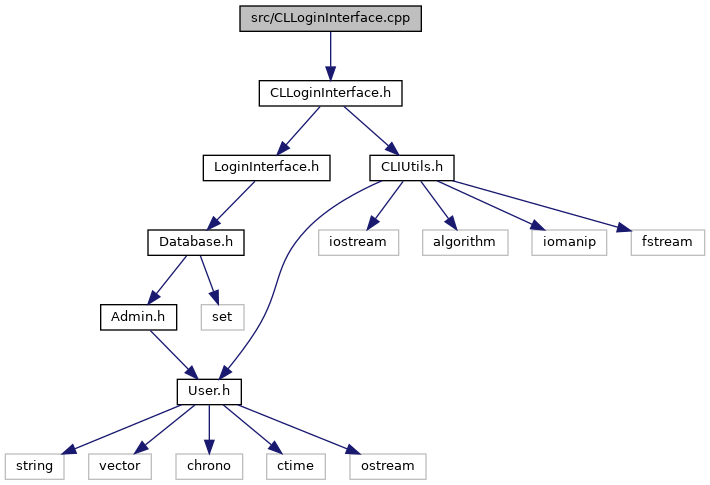 src/CLLoginInterface.cpp
CLLoginInterface.h
LoginInterface.h
CLIUtils.h
Database.h
iostream
algorithm
iomanip
fstream
Admin.h
set
User.h
string
vector
chrono
ctime
ostream